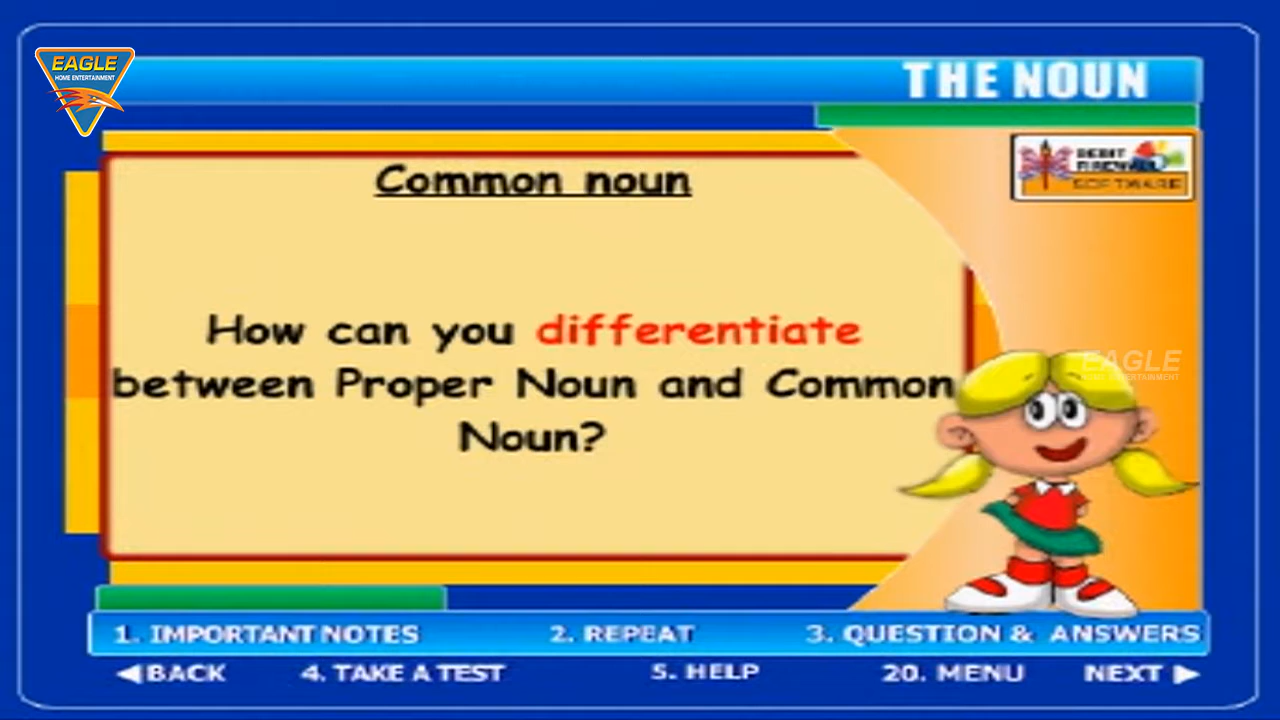 EAGLE
HOME ENTERTAINMENT
THE NOUN
SOFTWARE
Common noun
How can you differentiate
between Proper Noun and Common
Noun?
EAGLE
HOME ENTERTAINMENT
1. IMPORTANT NOTES
2. REPEAT
3. QUESTION & ANSWERS
BACK
4. TAKE A TEST
5. HELP
20. MENU
NEXT